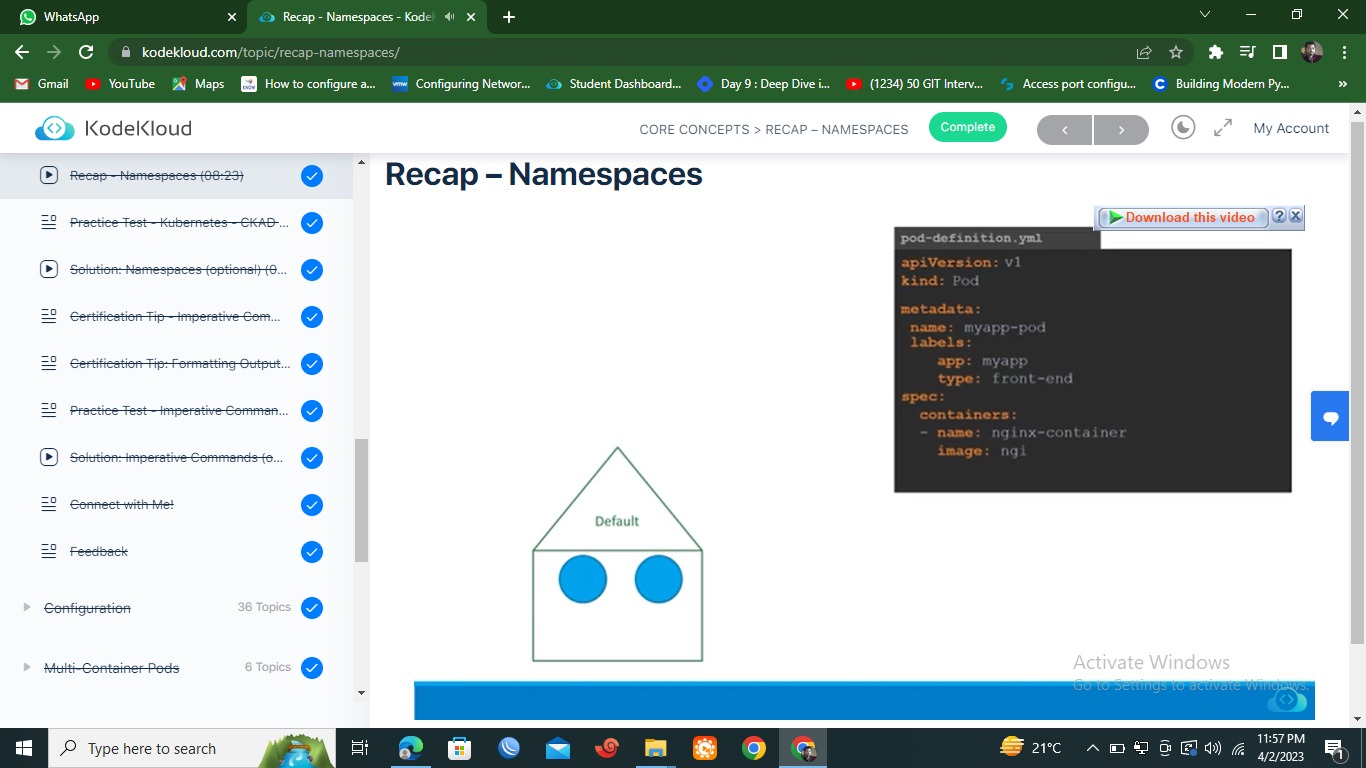 WhatsApp
Recap - Namespaces - Kode
kodekloud.com/topic/recap-namespaces/
Gmail
YouTube
Maps
How to configure a...
Configuring Networ...
Student Dashboard...
Day 9 : Deep Dive i...
(1234) 50 GIT Interv...
Access port configu...
Building Modern Py...
»
KodeKloud
CORE CONCEPTS > RECAP – NAMESPACES
Complete
My Account
Recap - Namespaces (08:23)
Practice Test - Kubernetes - CKAD ...
Solution: Namespaces (optional) (0...
Certification Tip - Imperative Com...
Certification Tip: Formatting Output...
Practice Test - Imperative Comman...
Solution: Imperative Commands (o...
Connect with Me!
Feedback
Configuration
36 Topics
Multi-Container Pods
6 Topics
Recap – Namespaces
Download this video
?
pod-definition.yml
apiVersion: v1
kind: Pod
metadata:
name: myapp-pod
labels:
app: myapp
type: front-end
spec:
containers:
- name: nginx-container
image: ngi
Default
Activate Windows
Go to Settings to activate Windows.
Type here to search
21°C
11:57 PM
4/2/2023
1